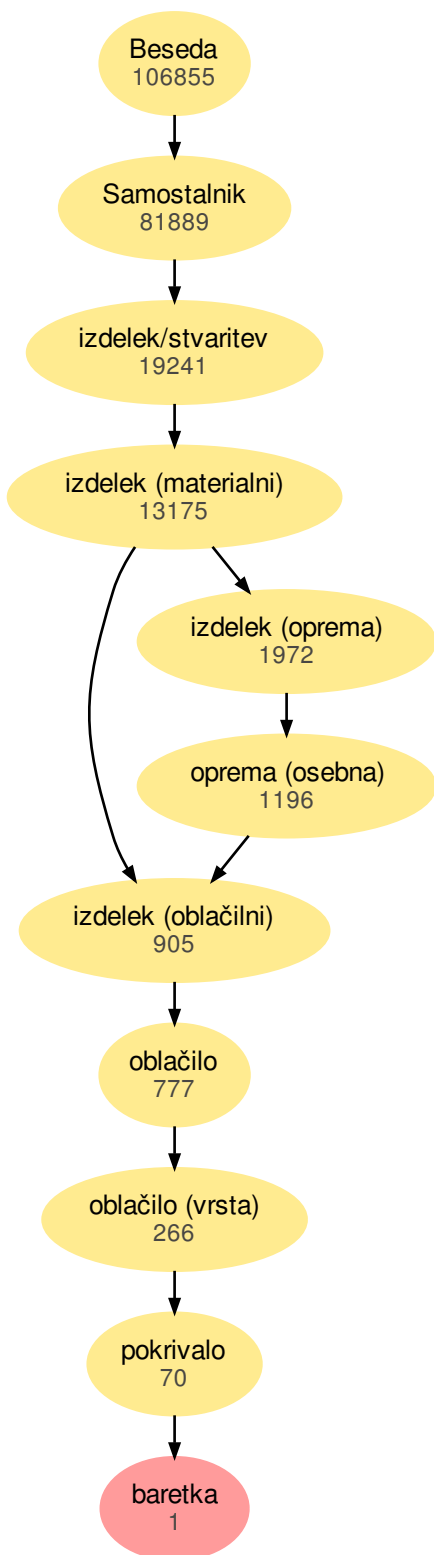 Beseda
106855
Samostalnik
81889
izdelek/stvaritev
19241
izdelek (materialni)
13175
izdelek (oprema)
1972
oprema (osebna)
1196
izdelek (oblačilni)
905
oblačilo
777
oblačilo (vrsta)
266
pokrivalo
70
baretka
1